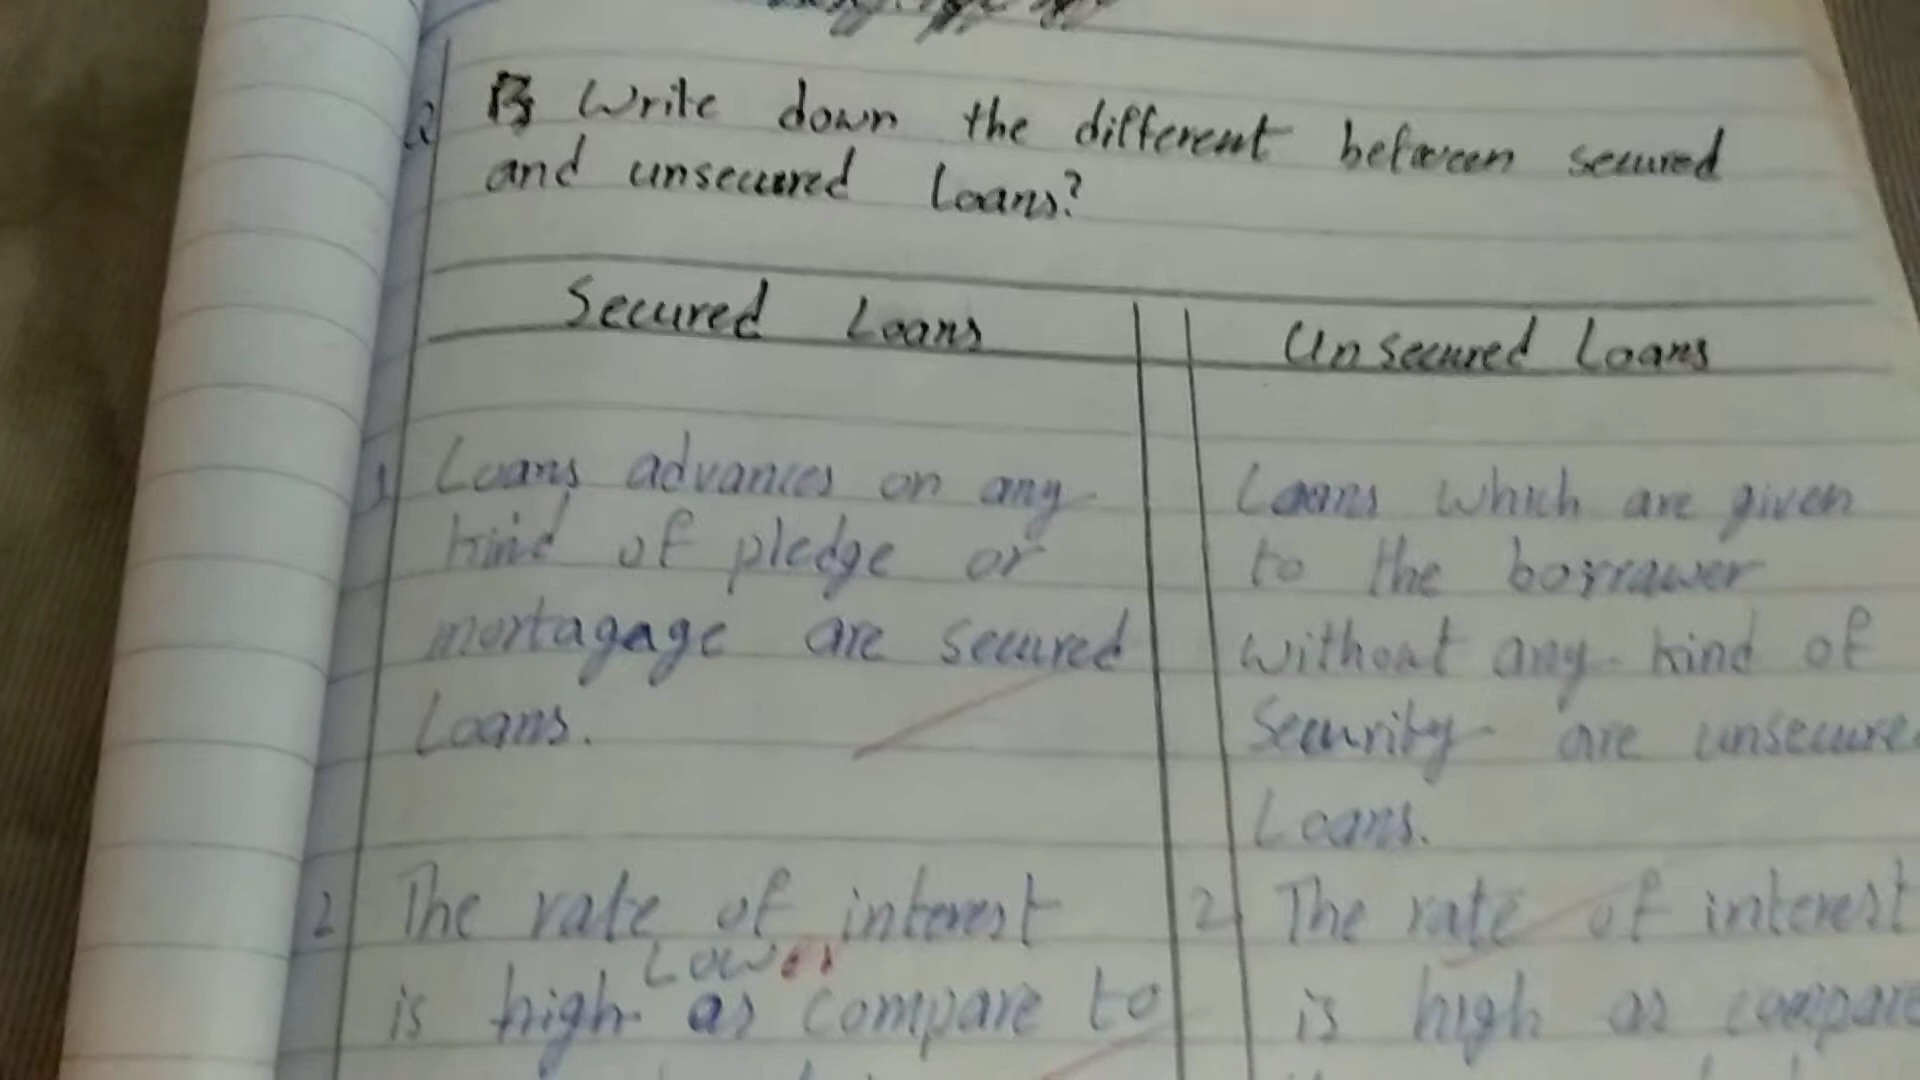 Q Write down the different between secured
and unsecured Loans?
Secured Loans
Unsecured Loans
1 Loans advances on any
kind of pledge or
mortagage are secured
Loans.
Loans which are given
to the borrawer
without any kind of
Security are unsecure
Loans.
2 The rate of interest
Lower
is high as compare to
2 The rate of interest
is high as compare